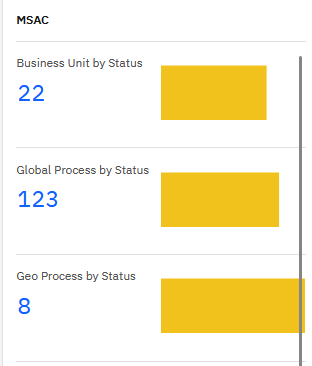 MSAC
Business Unit by Status
22
Global Process by Status
123
Geo Process by Status
8